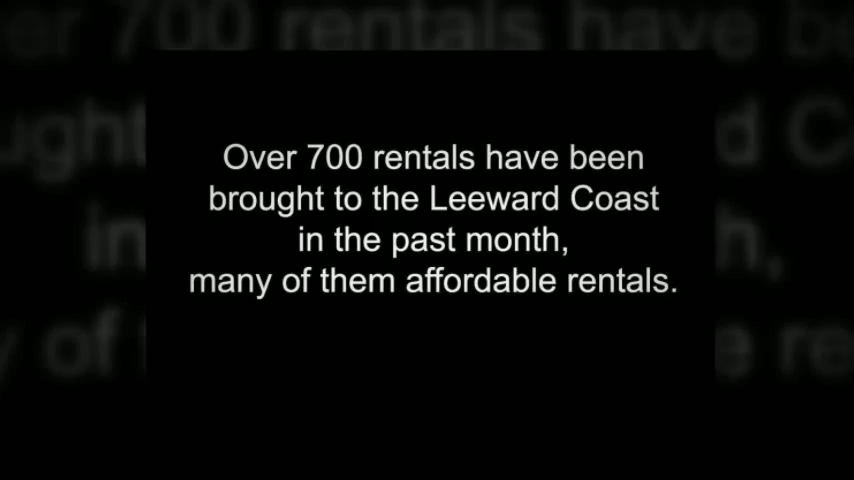 Over 700 rentals have been
brought to the Leeward Coast
in the past month,
many of them affordable rentals.